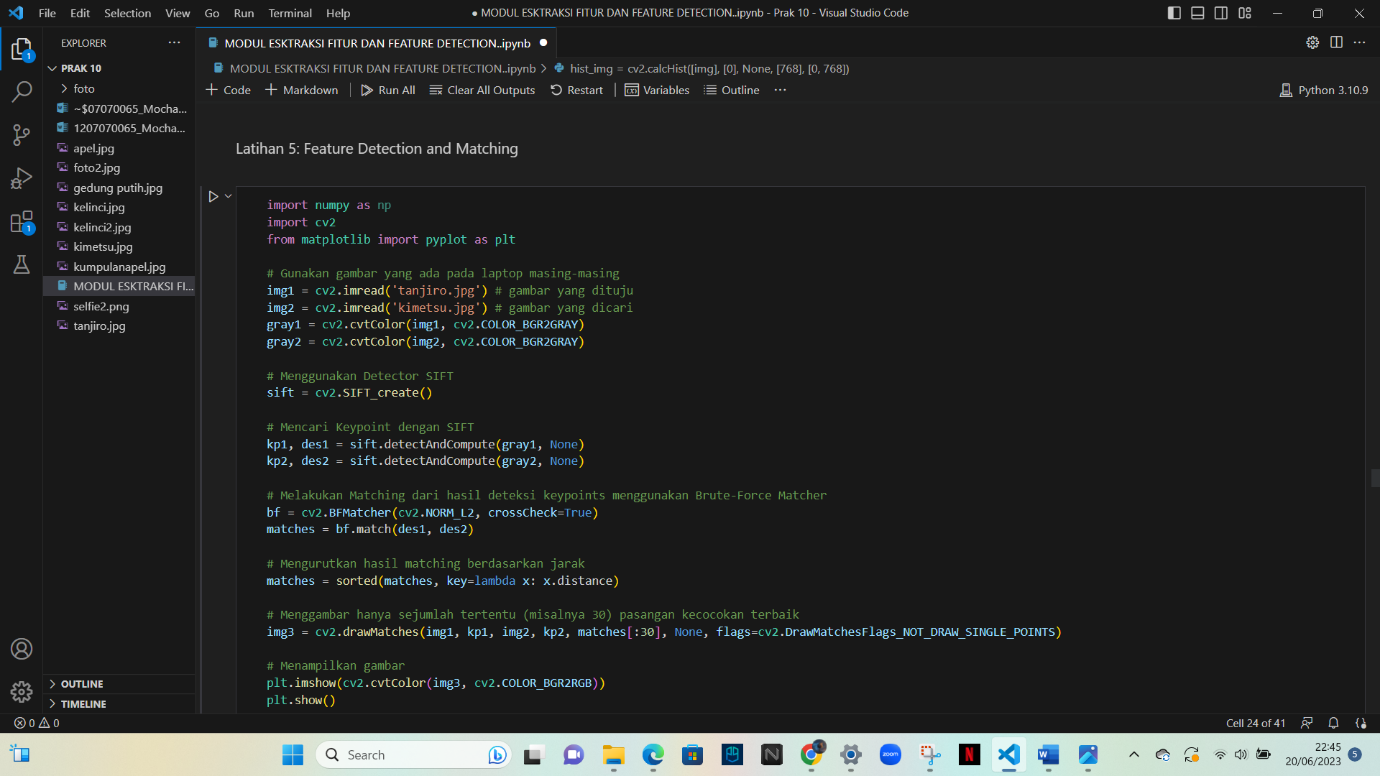 File Edit Selection View Go Run Terminal Help
● MODUL ESKTRAKSI FITUR DAN FEATURE DETECTION..ipynb - Prak 10 - Visual Studio Code
EXPLORER
PRAK 10
foto
~$07070065_Mocha...
1207070065_Mocha...
apel.jpg
foto2.jpg
gedung putih.jpg
kelinci.jpg
kelinci2.jpg
kimetsu.jpg
kumpulanapel.jpg
MODUL ESKTRAKSI FI...
selfie2.png
tanjiro.jpg
OUTLINE
TIMELINE
1
1
MODUL ESKTRAKSI FITUR DAN FEATURE DETECTION..ipynb ●
MODUL ESKTRAKSI FITUR DAN FEATURE DETECTION..ipynb > hist_img = cv2.calcHist([img], [0], None, [768], [0, 768])
+ Code + Markdown Run All Clear All Outputs Restart Variables Outline ... Python 3.10.9
Latihan 5: Feature Detection and Matching
import numpy as np
import cv2
from matplotlib import pyplot as plt
# Gunakan gambar yang ada pada laptop masing-masing
img1 = cv2.imread('tanjiro.jpg') # gambar yang dituju
img2 = cv2.imread('kimetsu.jpg') # gambar yang dicari
gray1 = cv2.cvtColor(img1, cv2.COLOR_BGR2GRAY)
gray2 = cv2.cvtColor(img2, cv2.COLOR_BGR2GRAY)
# Menggunakan Detector SIFT
sift = cv2.SIFT_create()
# Mencari Keypoint dengan SIFT
kp1, des1 = sift.detectAndCompute(gray1, None)
kp2, des2 = sift.detectAndCompute(gray2, None)
# Melakukan Matching dari hasil deteksi keypoints menggunakan Brute-Force Matcher
bf = cv2.BFMatcher(cv2.NORM_L2, crossCheck=True)
matches = bf.match(des1, des2)
# Mengurutkan hasil matching berdasarkan jarak
matches = sorted(matches, key=lambda x: x.distance)
# Menggambar hanya sejumlah tertentu (misalnya 30) pasangan kecocokan terbaik
img3 = cv2.drawMatches(img1, kp1, img2, kp2, matches[:30], None, flags=cv2.DrawMatchesFlags_NOT_DRAW_SINGLE_POINTS)
# Menampilkan gambar
plt.imshow(cv2.cvtColor(img3, cv2.COLOR_BGR2RGB))
plt.show()
0 0
Cell 24 of 41
Search
zoom
22:45
20/06/2023
5